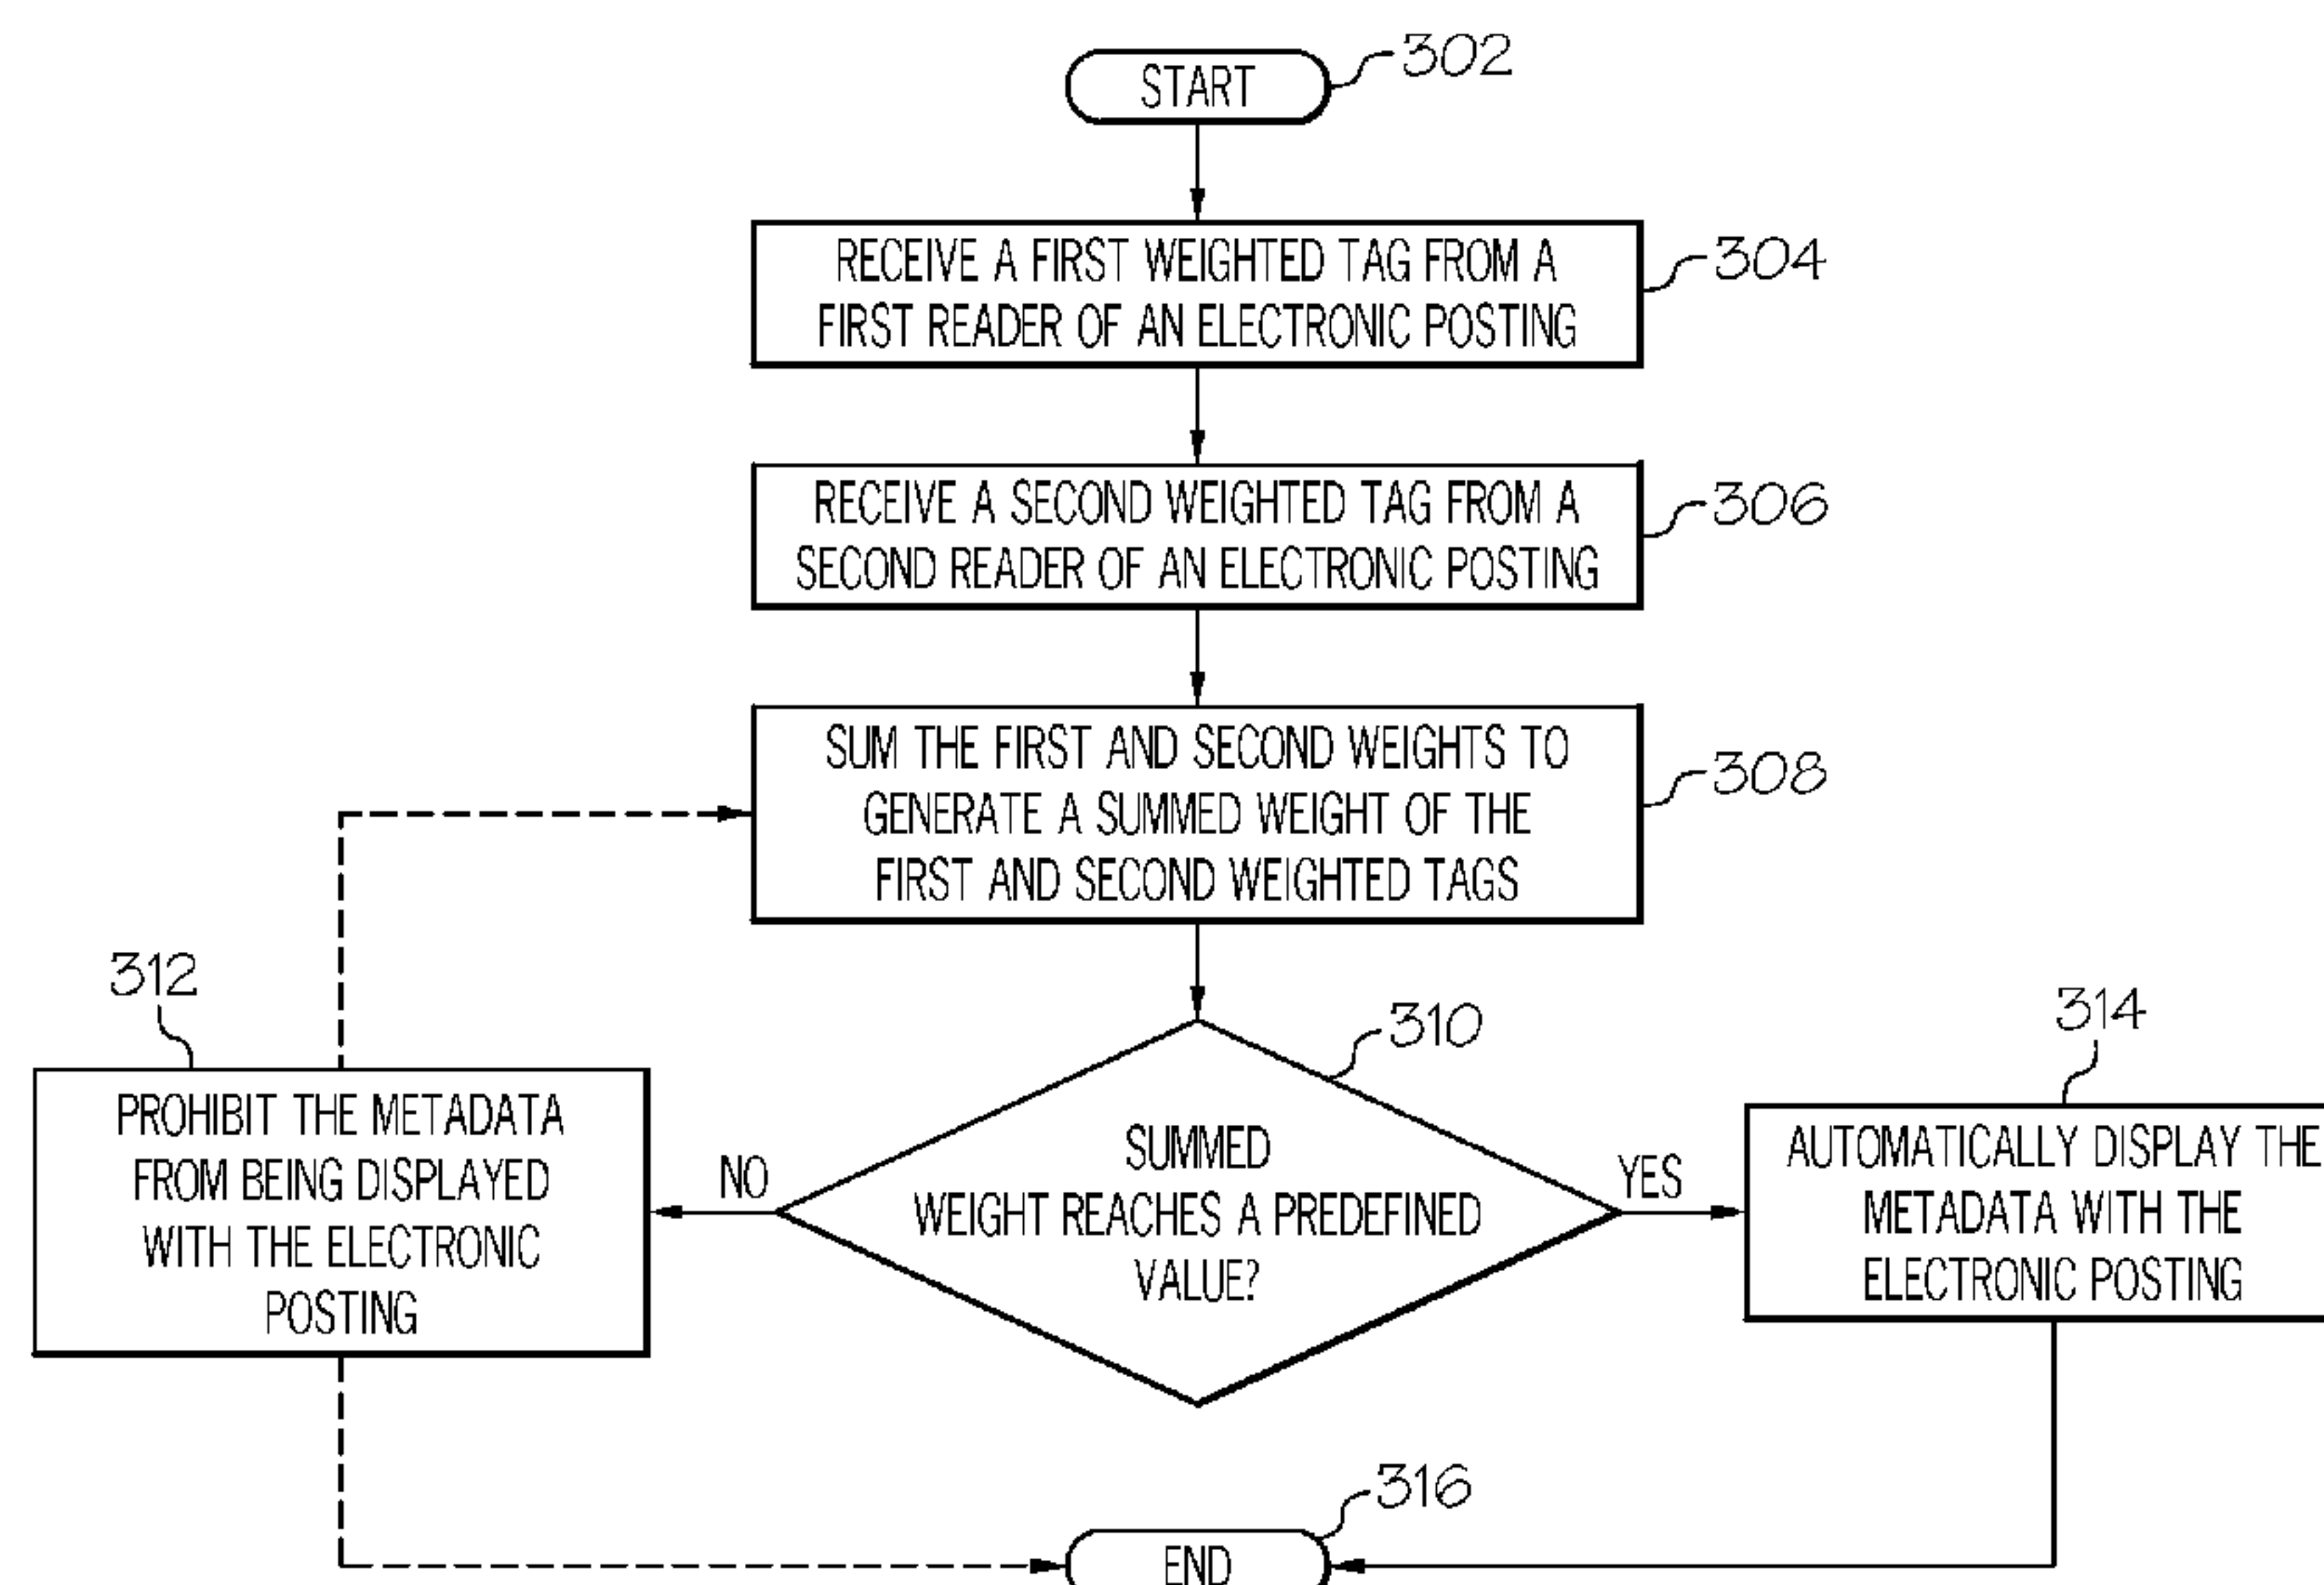 START
302
RECEIVE A FIRST WEIGHTED TAG FROM A
FIRST READER OF AN ELECTRONIC POSTING
304
RECEIVE A SECOND WEIGHTED TAG FROM A
SECOND READER OF AN ELECTRONIC POSTING
306
SUM THE FIRST AND SECOND WEIGHTS TO
GENERATE A SUMMED WEIGHT OF THE
FIRST AND SECOND WEIGHTED TAGS
308
312
PROHIBIT THE METADATA
FROM BEING DISPLAYED
WITH THE ELECTRONIC
POSTING
NO
310
SUMMED
WEIGHT REACHES A PREDEFINED
VALUE?
YES
314
AUTOMATICALLY DISPLAY THE
METADATA WITH THE
ELECTRONIC POSTING
316
END